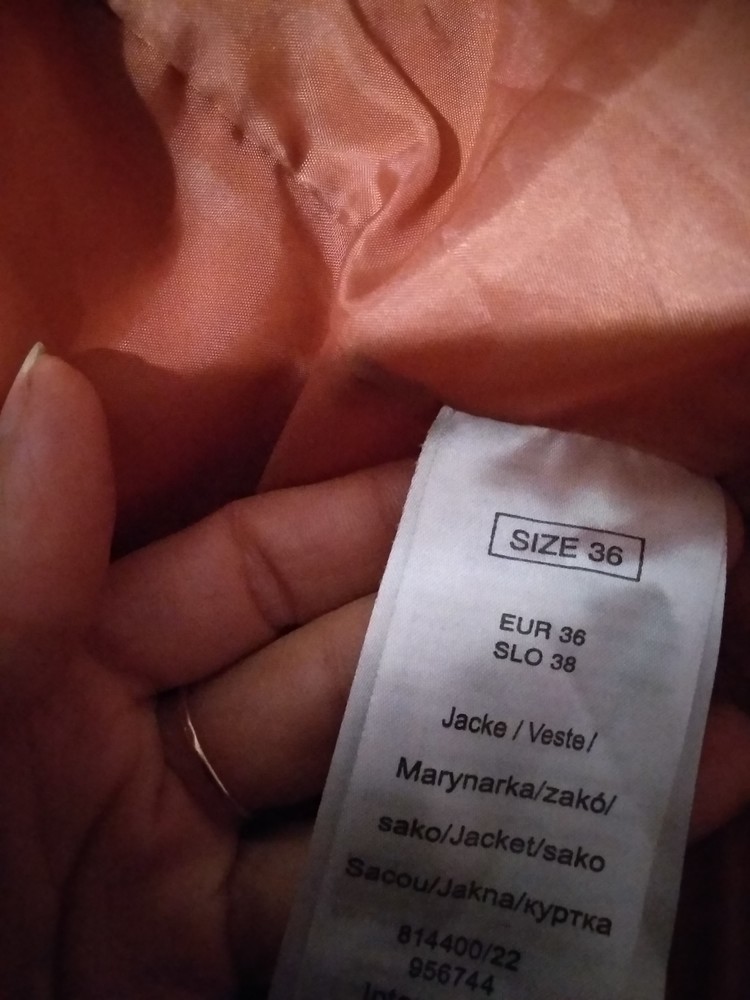 SIZE 36
EUR 36
SLO 38
Jacke / Veste/
Marynarka/zakó/
sako/Jacket/sako
Sacou/Jakna/куртка
814400/22
956744